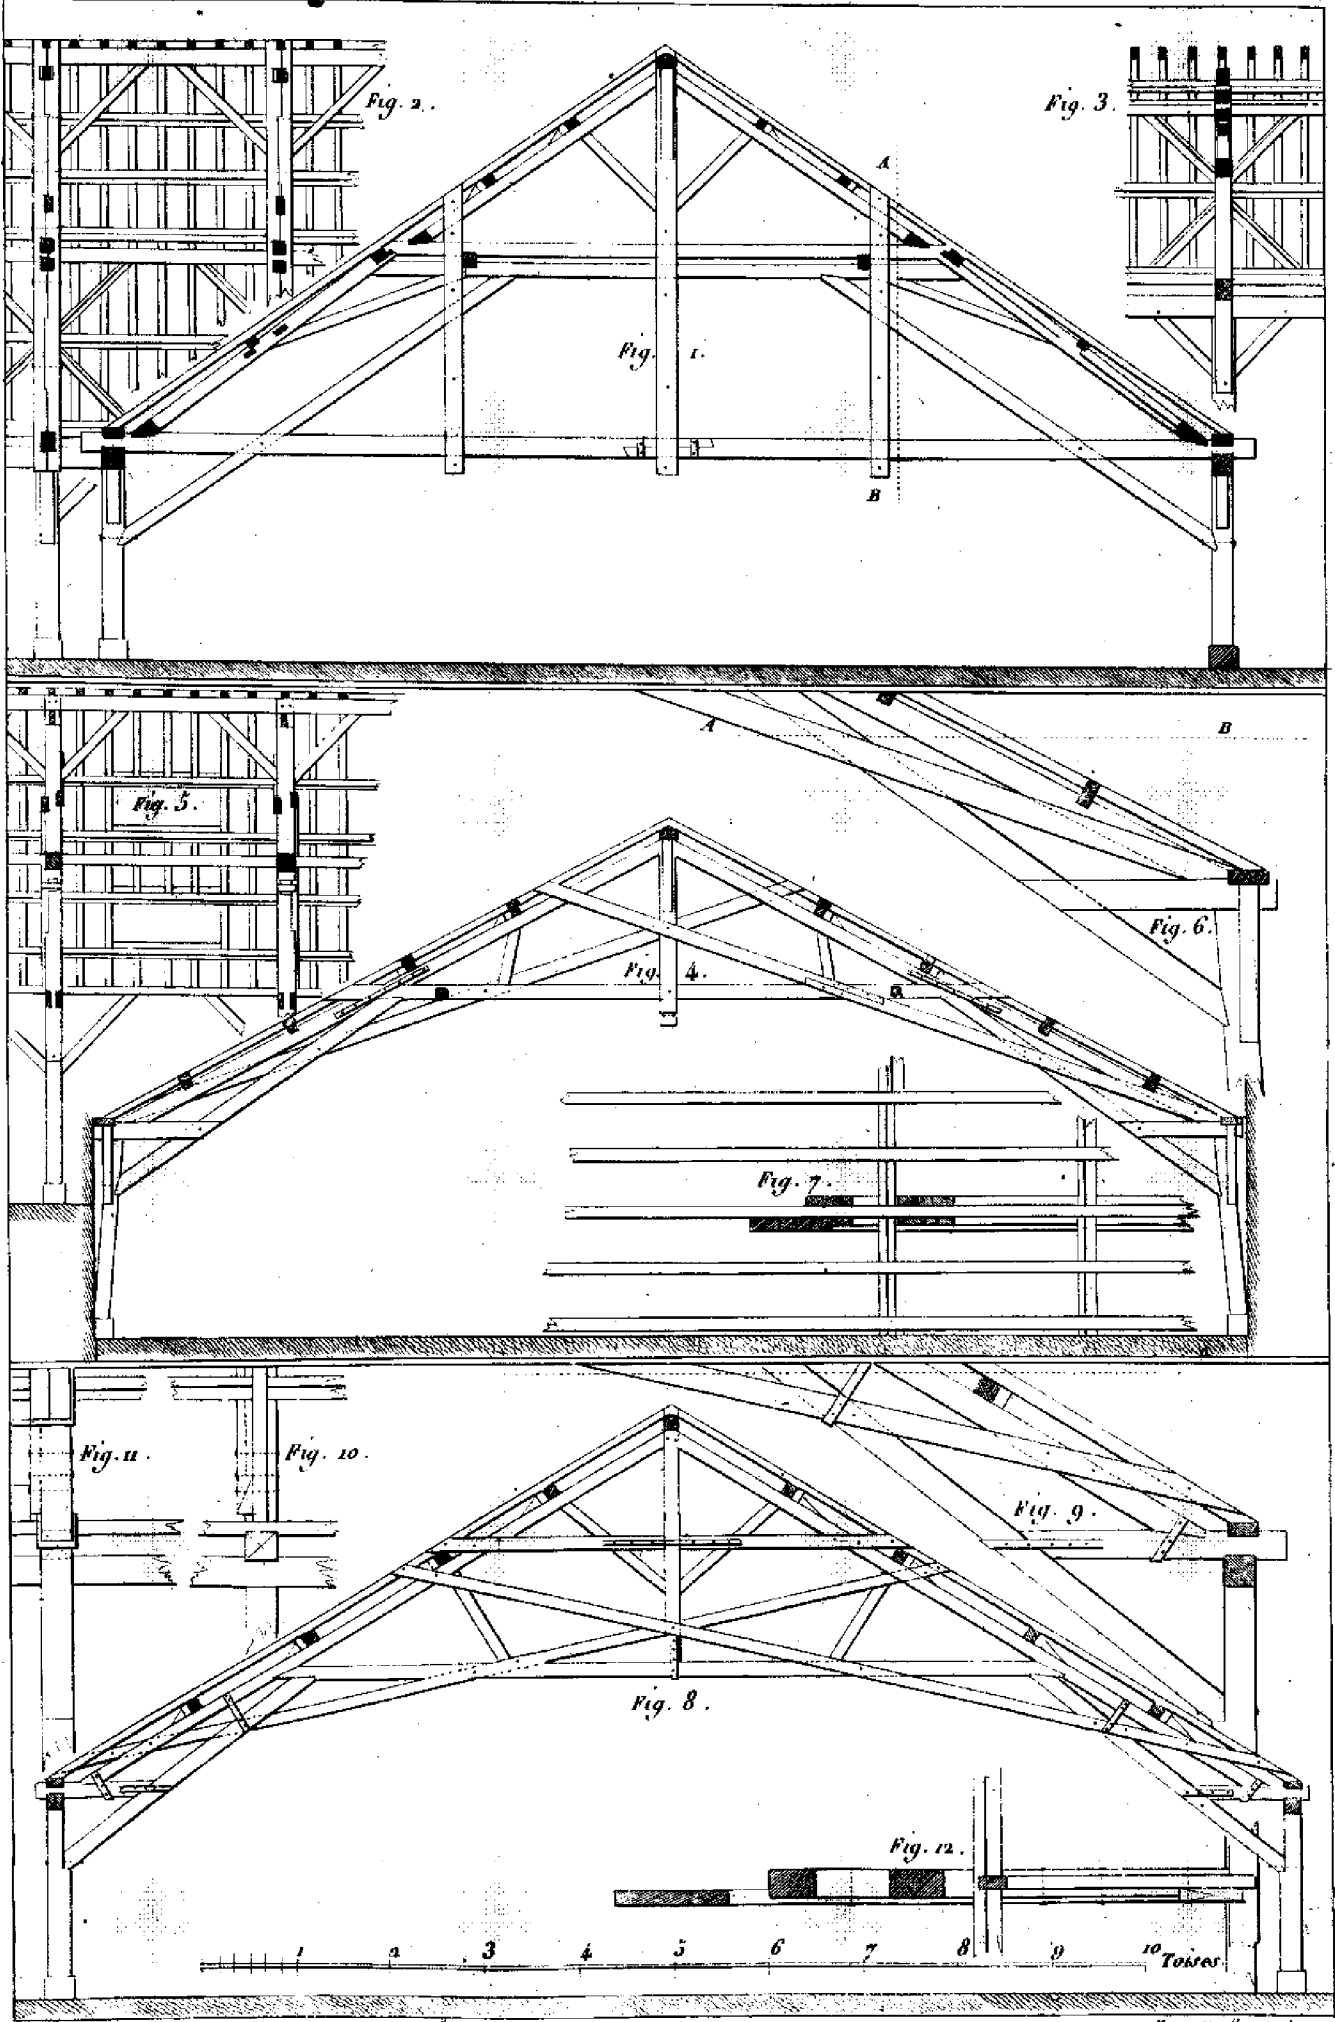 Fig. 2.
Fig. 3.
A
Fig. 1.
B
A
B
Fig. 5.
Fig. 6.
Fig. 4.
Fig. 7.
Fig. 11.
Fig. 10.
Fig. 9.
Fig. 8.
Fig. 12.
1 2 3 4 5 6 7 8 9 10 Toises